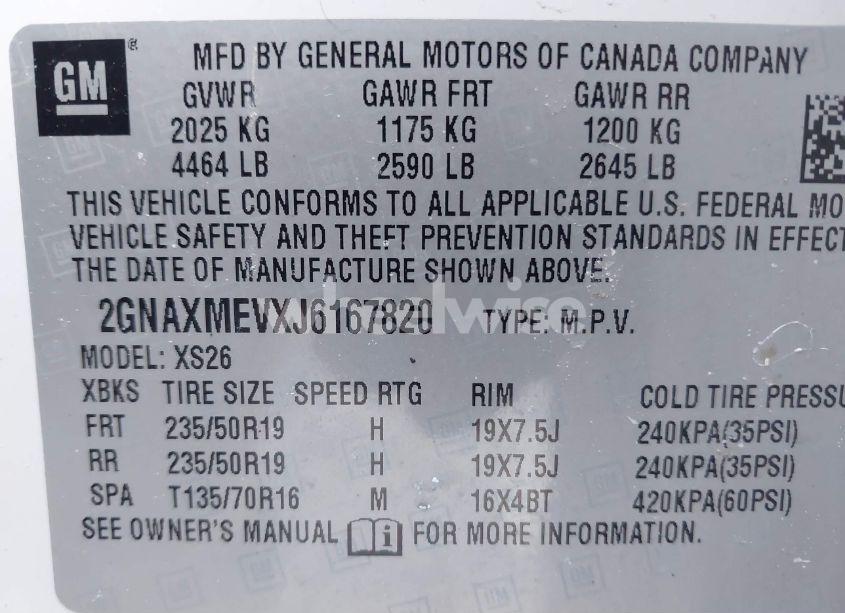 GM ®
MFD BY GENERAL MOTORS OF CANADA COMPANY
GVWR GAWR FRT GAWR RR
2025 KG 1175 KG 1200 KG
4464 LB 2590 LB 2645 LB
THIS VEHICLE CONFORMS TO ALL APPLICABLE U.S. FEDERAL MO
VEHICLE SAFETY AND THEFT PREVENTION STANDARDS IN EFFECT
THE DATE OF MANUFACTURE SHOWN ABOVE.
2GNAXMEVXJ6167820 TYPE: M.P.V.
MODEL: XS26
XBKS TIRE SIZE SPEED RTG RIM COLD TIRE PRESSU
FRT 235/50R19 H 19X7.5J 240KPA(35PSI)
RR 235/50R19 H 19X7.5J 240KPA(35PSI)
SPA T135/70R16 M 16X4BT 420KPA(60PSI)
SEE OWNER'S MANUAL i FOR MORE INFORMATION.